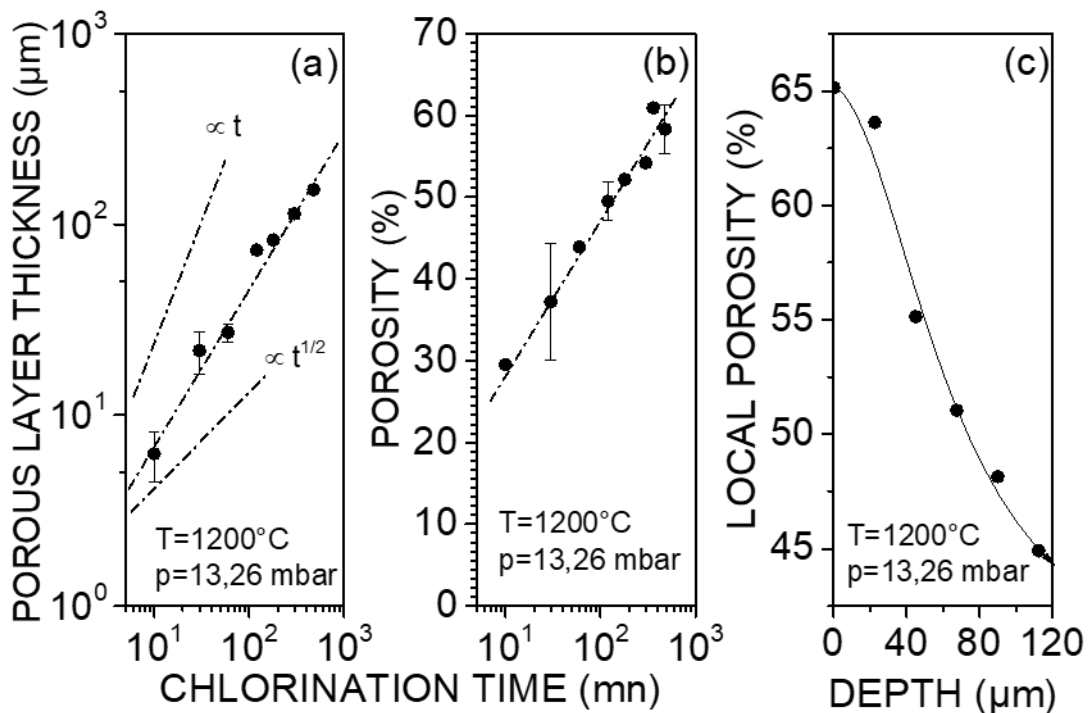 POROUS LAYER THICKNESS (µm)
10³
10²
10¹
10⁰
(a)
∝ t
∝ t^1/2
T=1200°C
p=13,26 mbar
10¹ 10² 10³
POROSITY (%)
70
60
50
40
30
20
10
0
(b)
T=1200°C
p=13,26 mbar
10¹ 10² 10³
CHLORINATION TIME (mn)
LOCAL POROSITY (%)
65
60
55
50
45
(c)
T=1200°C
p=13,26 mbar
0 40 80 120
DEPTH (µm)